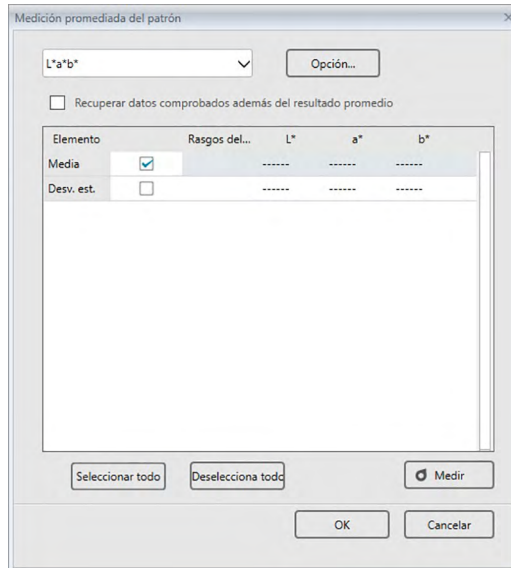 Medición promediada del patrón
L*a*b*
Opción...
Recuperar datos comprobados además del resultado promedio
Elemento Rasgos del... L* a* b*
Media ------ ------ ------
Desv. est. ------ ------ ------
Seleccionar todo Deselecciona todo Medir
OK Cancelar